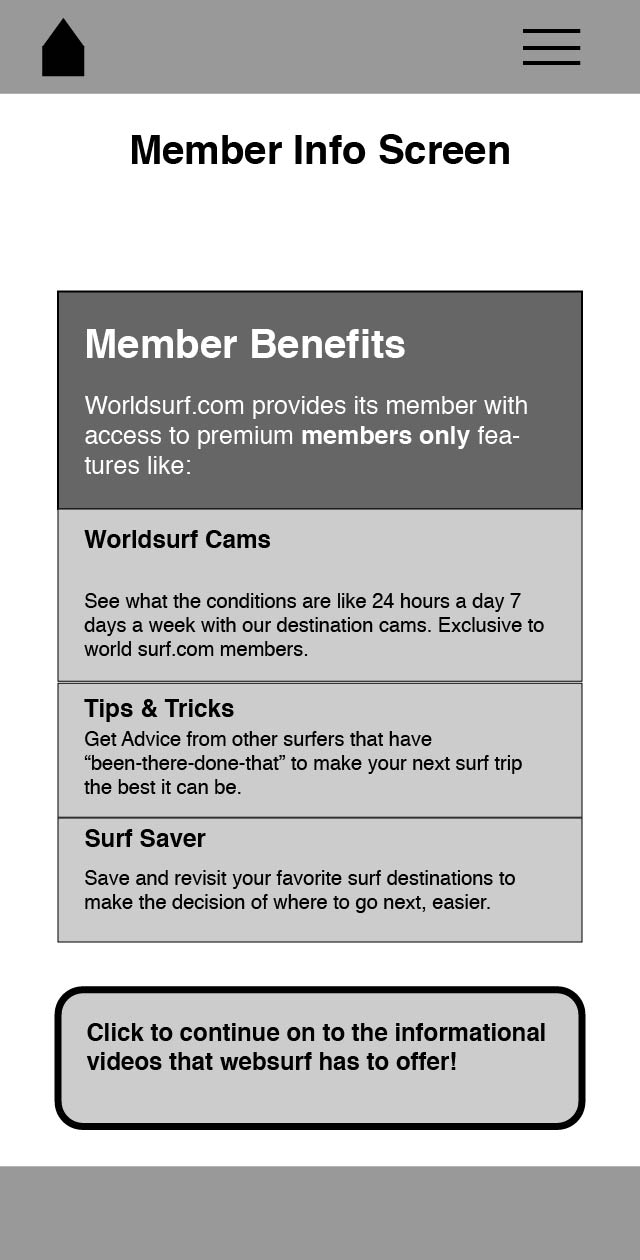 Member Info Screen
Member Benefits
Worldsurf.com provides its member with
access to premium members only fea-
tures like:
Worldsurf Cams
See what the conditions are like 24 hours a day 7
days a week with our destination cams. Exclusive to
world surf.com members.
Tips & Tricks
Get Advice from other surfers that have
“been-there-done-that” to make your next surf trip
the best it can be.
Surf Saver
Save and revisit your favorite surf destinations to
make the decision of where to go next, easier.
Click to continue on to the informational
videos that websurf has to offer!